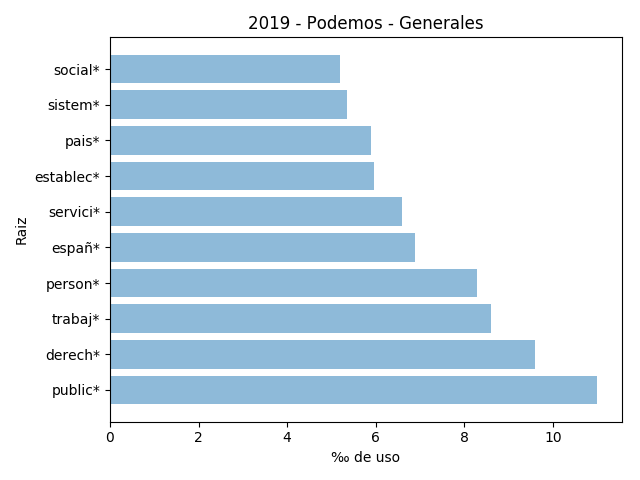 2019 - Podemos - Generales
social*
sistem*
pais*
establec*
servici*
españ*
person*
trabaj*
derech*
public*
Raiz
0 2 4 6 8 10
‰ de uso